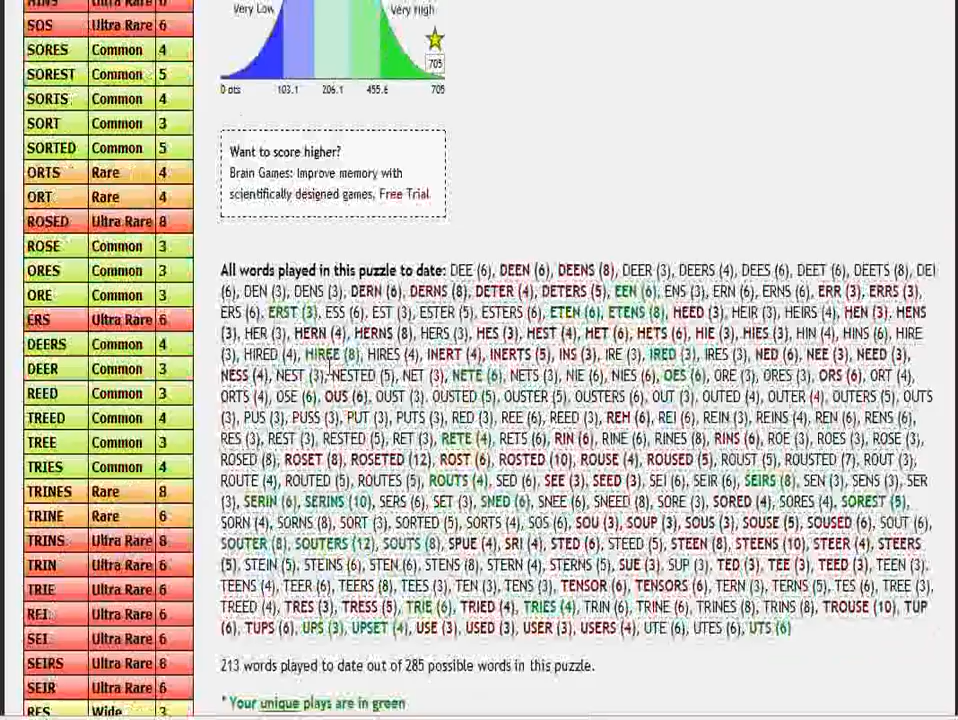 HINS Ultra Rare 6
SOS Ultra Rare 6
SORES Common 4
SOREST Common 5
SORTS Common 4
SORT Common 3
SORTED Common 5
ORTS Rare 4
ORT Rare 4
ROSED Ultra Rare 8
ROSE Common 3
ORES Common 3
ORE Common 3
ERS Ultra Rare 6
DEERS Common 4
DEER Common 3
REED Common 3
TREED Common 4
TREE Common 3
TRIES Common 4
TRINES Rare 8
TRINE Rare 6
TRINS Ultra Rare 8
TRIN Ultra Rare 6
TRIE Ultra Rare 6
REI Ultra Rare 6
SEI Ultra Rare 6
SEIRS Ultra Rare 8
SEIR Ultra Rare 6
RES Wide 3
Very Low Very High
705
0 pts 103.1 206.1 455.6 705
Want to score higher?
Brain Games: Improve memory with
scientifically designed games. Free Trial
All words played in this puzzle to date: DEE (6), DEEN (6), DEENS (8), DEER (3), DEERS (4), DEES (6), DEET (6), DEETS (8), DEI
(6), DEN (3), DENS (3), DERN (6), DERNS (8), DETER (4), DETERS (5), EEN (6), ENS (3), ERN (6), ERNS (6), ERR (3), ERRS (3),
ERS (6), ERST (3), ESS (6), EST (3), ESTER (5), ESTERS (6), ETEN (6), ETENS (8), HEED (3), HEIR (3), HEIRS (4), HEN (3), HENS
(3), HER (3), HERN (4), HERNS (8), HERS (3), HES (3), HEST (4), HET (6), HETS (6), HIE (3), HIES (3), HIN (4), HINS (6), HIRE
(3), HIRED (4), HIREE (8), HIRES (4), INERT (4), INERTS (5), INS (3), IRE (3), IRED (3), IRES (3), NED (6), NEE (3), NEED (3),
NESS (4), NEST (3), NESTED (5), NET (3), NETE (6), NETS (3), NIE (6), NIES (6), OES (6), ORE (3), ORES (3), ORS (6), ORT (4),
ORTS (4), OSE (6), OUS (6), OUST (3), OUSTED (5), OUSTER (5), OUSTERS (6), OUT (3), OUTED (4), OUTER (4), OUTERS (5), OUTS
(3), PUS (3), PUSS (3), PUT (3), PUTS (3), RED (3), REE (6), REED (3), REH (6), REI (6), REIN (3), REINS (4), REN (6), RENS (6),
RES (3), REST (3), RESTED (5), RET (3), RETE (4), RETS (6), RIN (6), RINE (6), RINES (8), RINS (6), ROE (3), ROES (3), ROSE (3),
ROSED (8), ROSET (8), ROSETED (12), ROST (6), ROSTED (10), ROUSE (4), ROUSED (5), ROUST (5), ROUSTED (7), ROUT (3),
ROUTE (4), ROUTED (5), ROUTES (5), ROUTS (4), SED (6), SEE (3), SEED (3), SEI (6), SEIR (6), SEIRS (8), SEN (3), SENS (3), SER
(3), SERIN (6), SERINS (10), SERS (6), SET (3), SNED (6), SNEE (6), SNEED (8), SORE (3), SORED (4), SORES (4), SOREST (5),
SORN (4), SORNS (8), SORT (3), SORTED (5), SORTS (4), SOS (6), SOU (3), SOUP (3), SOUS (3), SOUSE (5), SOUSED (6), SOUT (6),
SOUTER (8), SOUTERS (12), SOUTS (8), SPUE (4), SRI (4), STED (6), STEED (5), STEEN (8), STEENS (10), STEER (4), STEERS
(5), STEIN (5), STEINS (6), STEN (6), STENS (8), STERN (4), STERNS (5), SUE (3), SUP (3), TED (3), TEE (3), TEED (3), TEEN (3),
TEENS (4), TEER (6), TEERS (8), TEES (3), TEN (3), TENS (3), TENSOR (6), TENSORS (6), TERN (3), TERNS (5), TES (6), TREE (3),
TREED (4), TRES (3), TRESS (5), TRIE (6), TRIED (4), TRIES (4), TRIN (6), TRINE (6), TRINES (8), TRINS (8), TROUSE (10), TUP
(6), TUPS (6), UPS (3), UPSET (4), USE (3), USED (3), USER (3), USERS (4), UTE (6), UTES (6), UTS (6)
213 words played to date out of 285 possible words in this puzzle.
* Your unique plays are in green